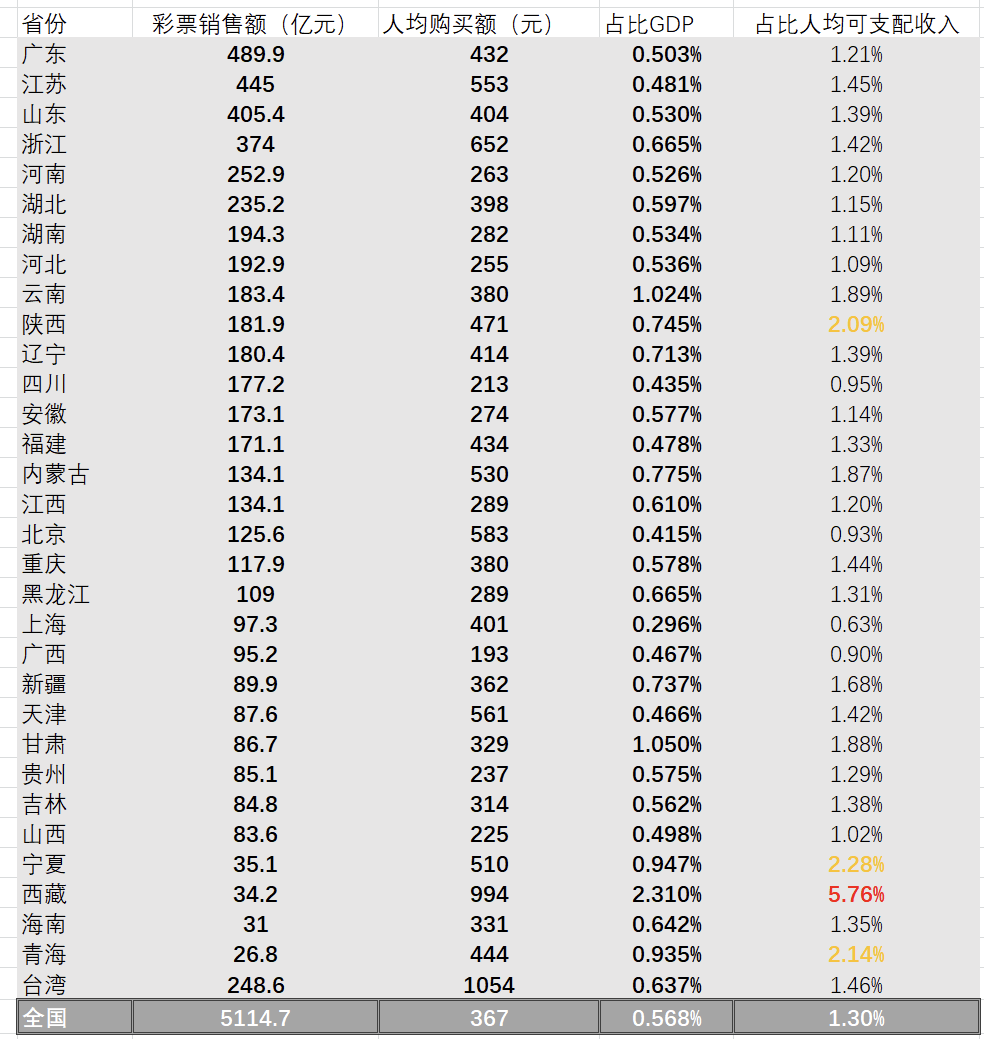 省份 彩票销售额（亿元） 人均购买额（元） 占比GDP 占比人均可支配收入
广东 489.9 432 0.503% 1.21%
江苏 445 553 0.481% 1.45%
山东 405.4 404 0.530% 1.39%
浙江 374 652 0.665% 1.42%
河南 252.9 263 0.526% 1.20%
湖北 235.2 398 0.597% 1.15%
湖南 194.3 282 0.534% 1.11%
河北 192.9 255 0.536% 1.09%
云南 183.4 380 1.024% 1.89%
陕西 181.9 471 0.745% 2.09%
辽宁 180.4 414 0.713% 1.39%
四川 177.2 213 0.435% 0.95%
安徽 173.1 274 0.577% 1.14%
福建 171.1 434 0.478% 1.33%
内蒙古 134.1 530 0.775% 1.87%
江西 134.1 289 0.610% 1.20%
北京 125.6 583 0.415% 0.93%
重庆 117.9 380 0.578% 1.44%
黑龙江 109 289 0.665% 1.31%
上海 97.3 401 0.296% 0.63%
广西 95.2 193 0.467% 0.90%
新疆 89.9 362 0.737% 1.68%
天津 87.6 561 0.466% 1.42%
甘肃 86.7 329 1.050% 1.88%
贵州 85.1 237 0.575% 1.29%
吉林 84.8 314 0.562% 1.38%
山西 83.6 225 0.498% 1.02%
宁夏 35.1 510 0.947% 2.28%
西藏 34.2 994 2.310% 5.76%
海南 31 331 0.642% 1.35%
青海 26.8 444 0.935% 2.14%
台湾 248.6 1054 0.637% 1.46%
全国 5114.7 367 0.568% 1.30%